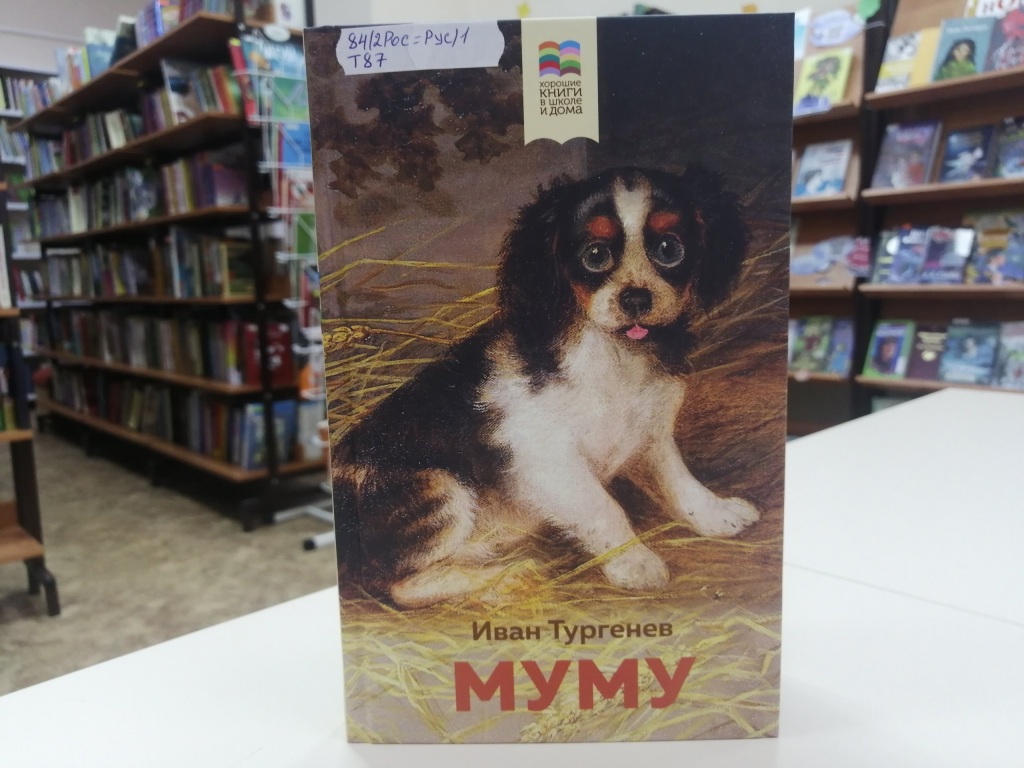 84(2Рос=Рус)1
Т87
хорошие
книги
в школе
и дома
Иван Тургенев
МУМУ